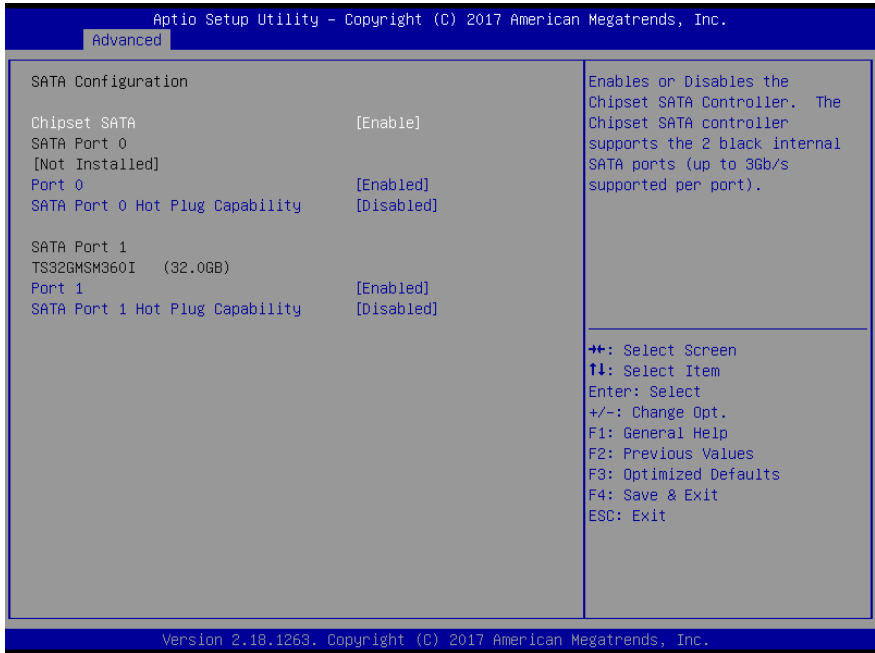 Aptio Setup Utility – Copyright (C) 2017 American Megatrends, Inc.
Advanced
SATA Configuration
Chipset SATA [Enable]
SATA Port 0
[Not Installed]
Port 0 [Enabled]
SATA Port 0 Hot Plug Capability [Disabled]
SATA Port 1
TS32GMSM360I (32.0GB)
Port 1 [Enabled]
SATA Port 1 Hot Plug Capability [Disabled]
Enables or Disables the
Chipset SATA Controller. The
Chipset SATA controller
supports the 2 black internal
SATA ports (up to 3Gb/s
supported per port).
→←: Select Screen
↑↓: Select Item
Enter: Select
+/-: Change Opt.
F1: General Help
F2: Previous Values
F3: Optimized Defaults
F4: Save & Exit
ESC: Exit
Version 2.18.1263. Copyright (C) 2017 American Megatrends, Inc.